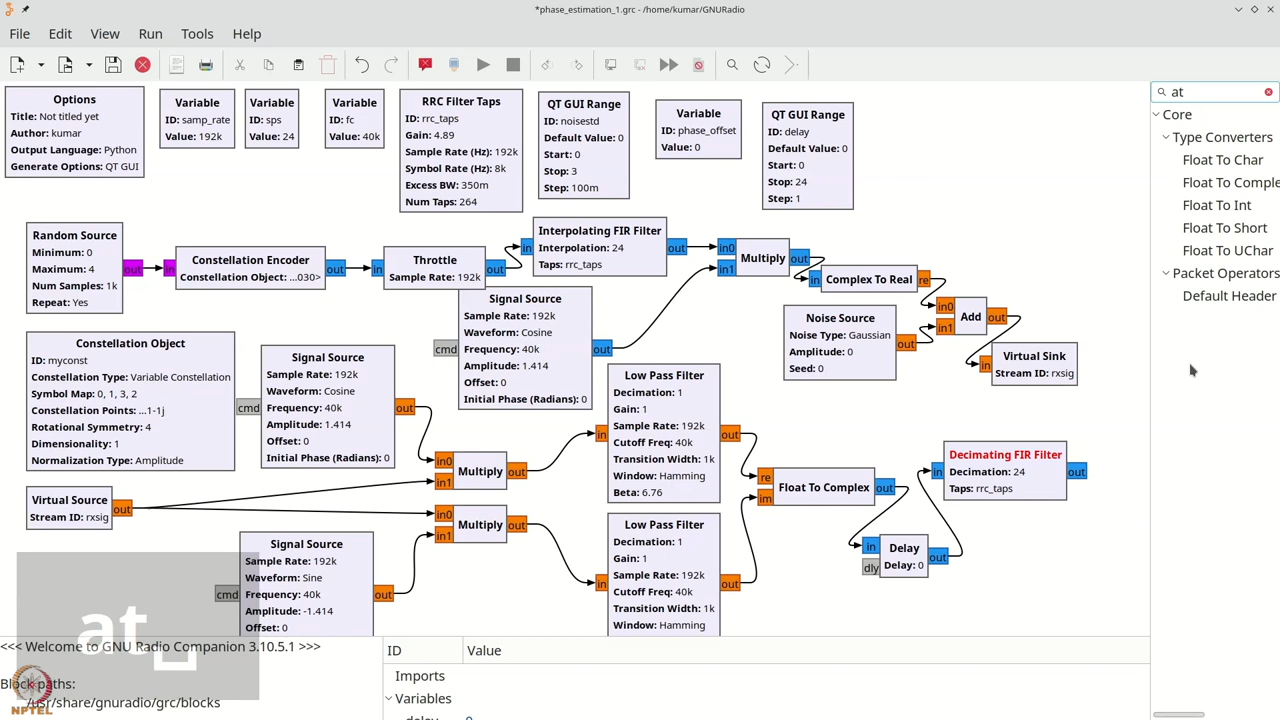 *phase_estimation_1.grc - /home/kumar/GNURadio
File Edit View Run Tools Help
at
Options
Title: Not titled yet
Author: kumar
Output Language: Python
Generate Options: QT GUI
Variable
ID: samp_rate
Value: 192k
Variable
ID: sps
Value: 24
Variable
ID: fc
Value: 40k
RRC Filter Taps
ID: rrc_taps
Gain: 4.89
Sample Rate (Hz): 192k
Symbol Rate (Hz): 8k
Excess BW: 350m
Num Taps: 264
QT GUI Range
ID: noisestd
Default Value: 0
Start: 0
Stop: 3
Step: 100m
Variable
ID: phase_offset
Value: 0
QT GUI Range
ID: delay
Default Value: 0
Start: 0
Stop: 24
Step: 1
Core
Type Converters
Float To Char
Float To Comple
Float To Int
Float To Short
Float To UChar
Packet Operators
Default Header
Random Source
Minimum: 0
Maximum: 4
Num Samples: 1k
Repeat: Yes
out
in
Constellation Encoder
Constellation Object: ...030>
out
in
Throttle
Sample Rate: 192k
out
in
Interpolating FIR Filter
Interpolation: 24
Taps: rrc_taps
out
in0
in1
Multiply
out
in
Complex To Real
re
Signal Source
Sample Rate: 192k
Waveform: Cosine
Frequency: 40k
Amplitude: 1.414
Offset: 0
Initial Phase (Radians): 0
cmd
out
Noise Source
Noise Type: Gaussian
Amplitude: 0
Seed: 0
out
in0
in1
Add
out
in
Virtual Sink
Stream ID: rxsig
Constellation Object
ID: myconst
Constellation Type: Variable Constellation
Symbol Map: 0, 1, 3, 2
Constellation Points: ...1-1j
Rotational Symmetry: 4
Dimensionality: 1
Normalization Type: Amplitude
Signal Source
Sample Rate: 192k
Waveform: Cosine
Frequency: 40k
Amplitude: 1.414
Offset: 0
Initial Phase (Radians): 0
cmd
out
in0
in1
Multiply
out
Low Pass Filter
Decimation: 1
Gain: 1
Sample Rate: 192k
Cutoff Freq: 40k
Transition Width: 1k
Window: Hamming
Beta: 6.76
in
out
re
im
Float To Complex
out
Decimating FIR Filter
Decimation: 24
Taps: rrc_taps
in
out
Virtual Source
Stream ID: rxsig
out
in0
in1
Multiply
out
Low Pass Filter
Decimation: 1
Gain: 1
Sample Rate: 192k
Cutoff Freq: 40k
Transition Width: 1k
Window: Hamming
in
out
in
dly
Delay
Delay: 0
out
Signal Source
Sample Rate: 192k
Waveform: Sine
Frequency: 40k
Amplitude: -1.414
Offset: 0
cmd
out
at
<<< Welcome to GNU Radio Companion 3.10.5.1 >>>
Block paths:
/usr/share/gnuradio/grc/blocks
NPTEL
ID Value
Imports
Variables